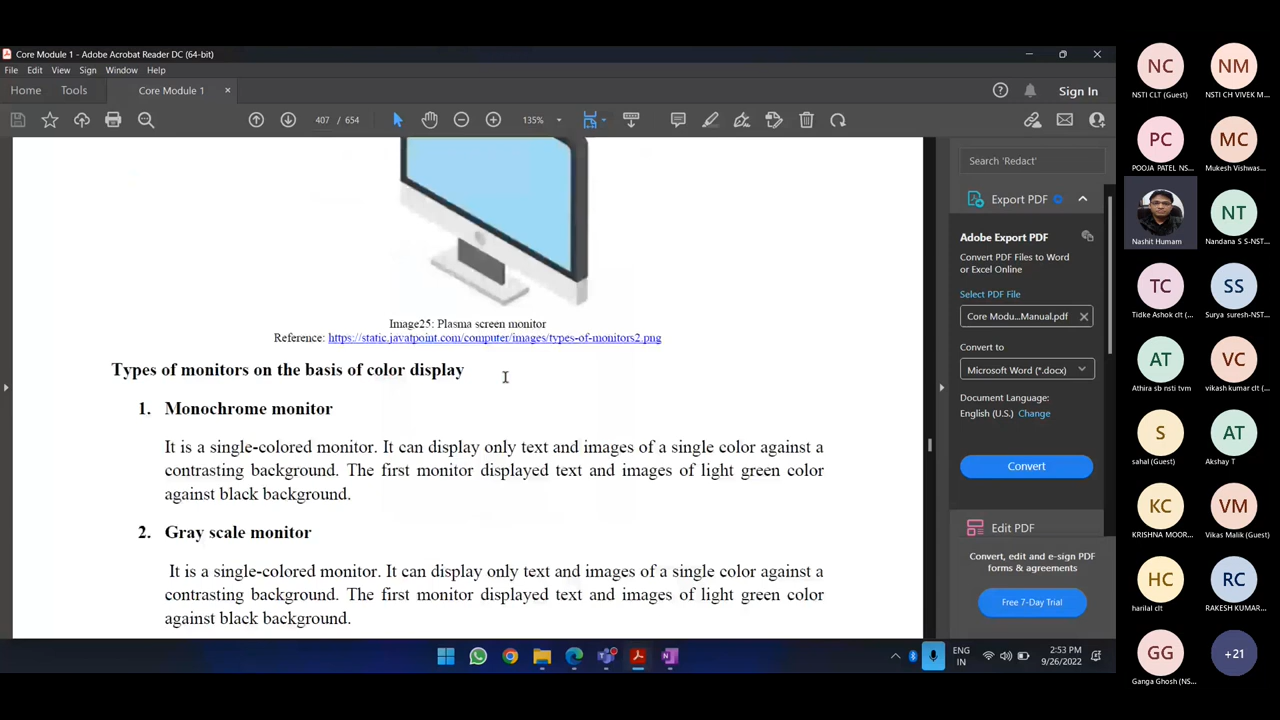 Core Module 1 - Adobe Acrobat Reader DC (64-bit)
File Edit View Sign Window Help
Home Tools Core Module 1 × Sign In
407 / 654 135%
Image25: Plasma screen monitor
Reference: https://static.javatpoint.com/computer/images/types-of-monitors2.png
Types of monitors on the basis of color display
1. Monochrome monitor
It is a single-colored monitor. It can display only text and images of a single color against a
contrasting background. The first monitor displayed text and images of light green color
against black background.
2. Gray scale monitor
It is a single-colored monitor. It can display only text and images of a single color against a
contrasting background. The first monitor displayed text and images of light green color
against black background.
Search 'Redact'
Export PDF
Adobe Export PDF
Convert PDF Files to Word
or Excel Online
Select PDF File
Core Modu...Manual.pdf
Convert to
Microsoft Word (*.docx)
Document Language:
English (U.S.) Change
Convert
Edit PDF
Convert, edit and e-sign PDF
forms & agreements
Free 7-Day Trial
ENG
IN
2:53 PM
9/26/2022
NC NM
NSTI CLT (Guest) NSTI CH VIVEK M...
PC MC
POOJA PATEL NS... Mukesh Vishwas...
NT
Nashit Humam Nandana S S-NST...
TC SS
Tidke Ashok clt (... Surya suresh-NST...
AT VC
Athira sb nsti tvm vikash kumar clt (...
S AT
sahal (Guest) Akshay T
KC VM
KRISHNA MOOR... Vikas Malik (Guest)
HC RC
harilal clt RAKESH KUMAR...
GG +21
Ganga Ghosh (NS...